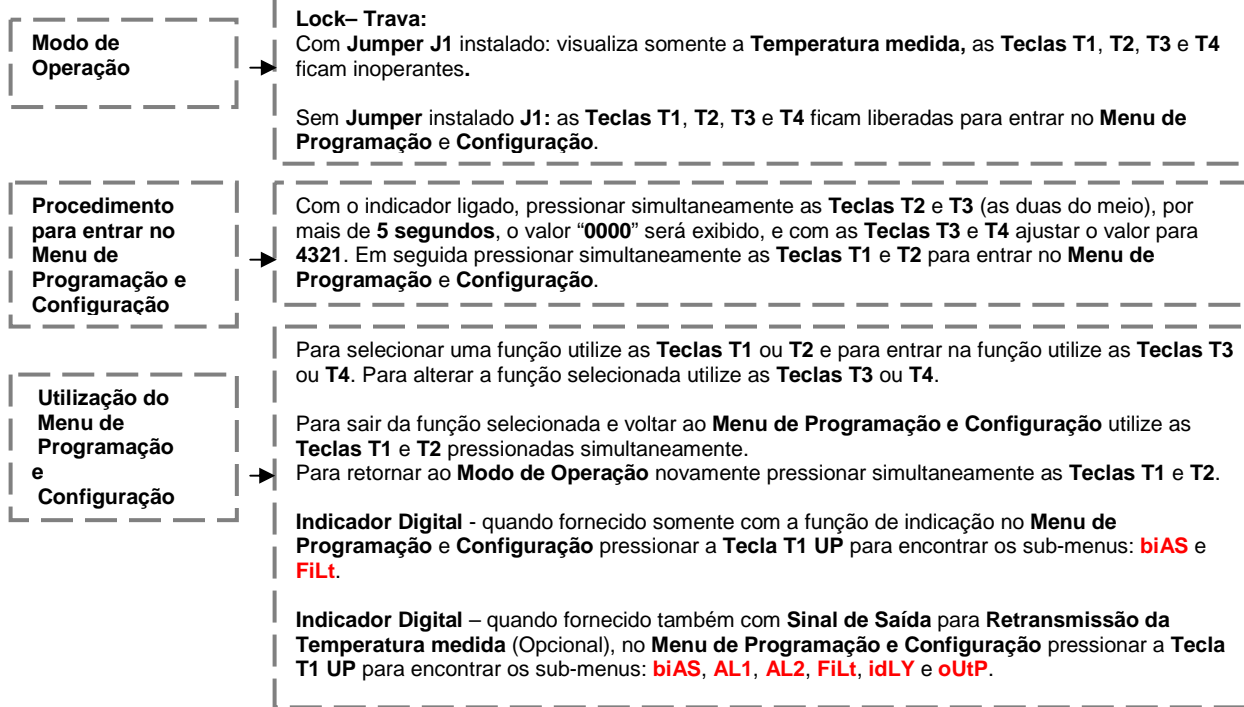 Modo de
Operação
Lock– Trava:
Com Jumper J1 instalado: visualiza somente a Temperatura medida, as Teclas T1, T2, T3 e T4
ficam inoperantes.
Sem Jumper instalado J1: as Teclas T1, T2, T3 e T4 ficam liberadas para entrar no Menu de
Programação e Configuração.
Procedimento
para entrar no
Menu de
Programação e
Configuração
Com o indicador ligado, pressionar simultaneamente as Teclas T2 e T3 (as duas do meio), por
mais de 5 segundos, o valor “0000” será exibido, e com as Teclas T3 e T4 ajustar o valor para
4321. Em seguida pressionar simultaneamente as Teclas T1 e T2 para entrar no Menu de
Programação e Configuração.
Utilização do
Menu de
Programação
e
Configuração
Para selecionar uma função utilize as Teclas T1 ou T2 e para entrar na função utilize as Teclas T3
ou T4. Para alterar a função selecionada utilize as Teclas T3 ou T4.
Para sair da função selecionada e voltar ao Menu de Programação e Configuração utilize as
Teclas T1 e T2 pressionadas simultaneamente.
Para retornar ao Modo de Operação novamente pressionar simultaneamente as Teclas T1 e T2.
Indicador Digital - quando fornecido somente com a função de indicação no Menu de
Programação e Configuração pressionar a Tecla T1 UP para encontrar os sub-menus: biAS e
FiLt.
Indicador Digital – quando fornecido também com Sinal de Saída para Retransmissão da
Temperatura medida (Opcional), no Menu de Programação e Configuração pressionar a Tecla
T1 UP para encontrar os sub-menus: biAS, AL1, AL2, FiLt, idLY e oUtP.